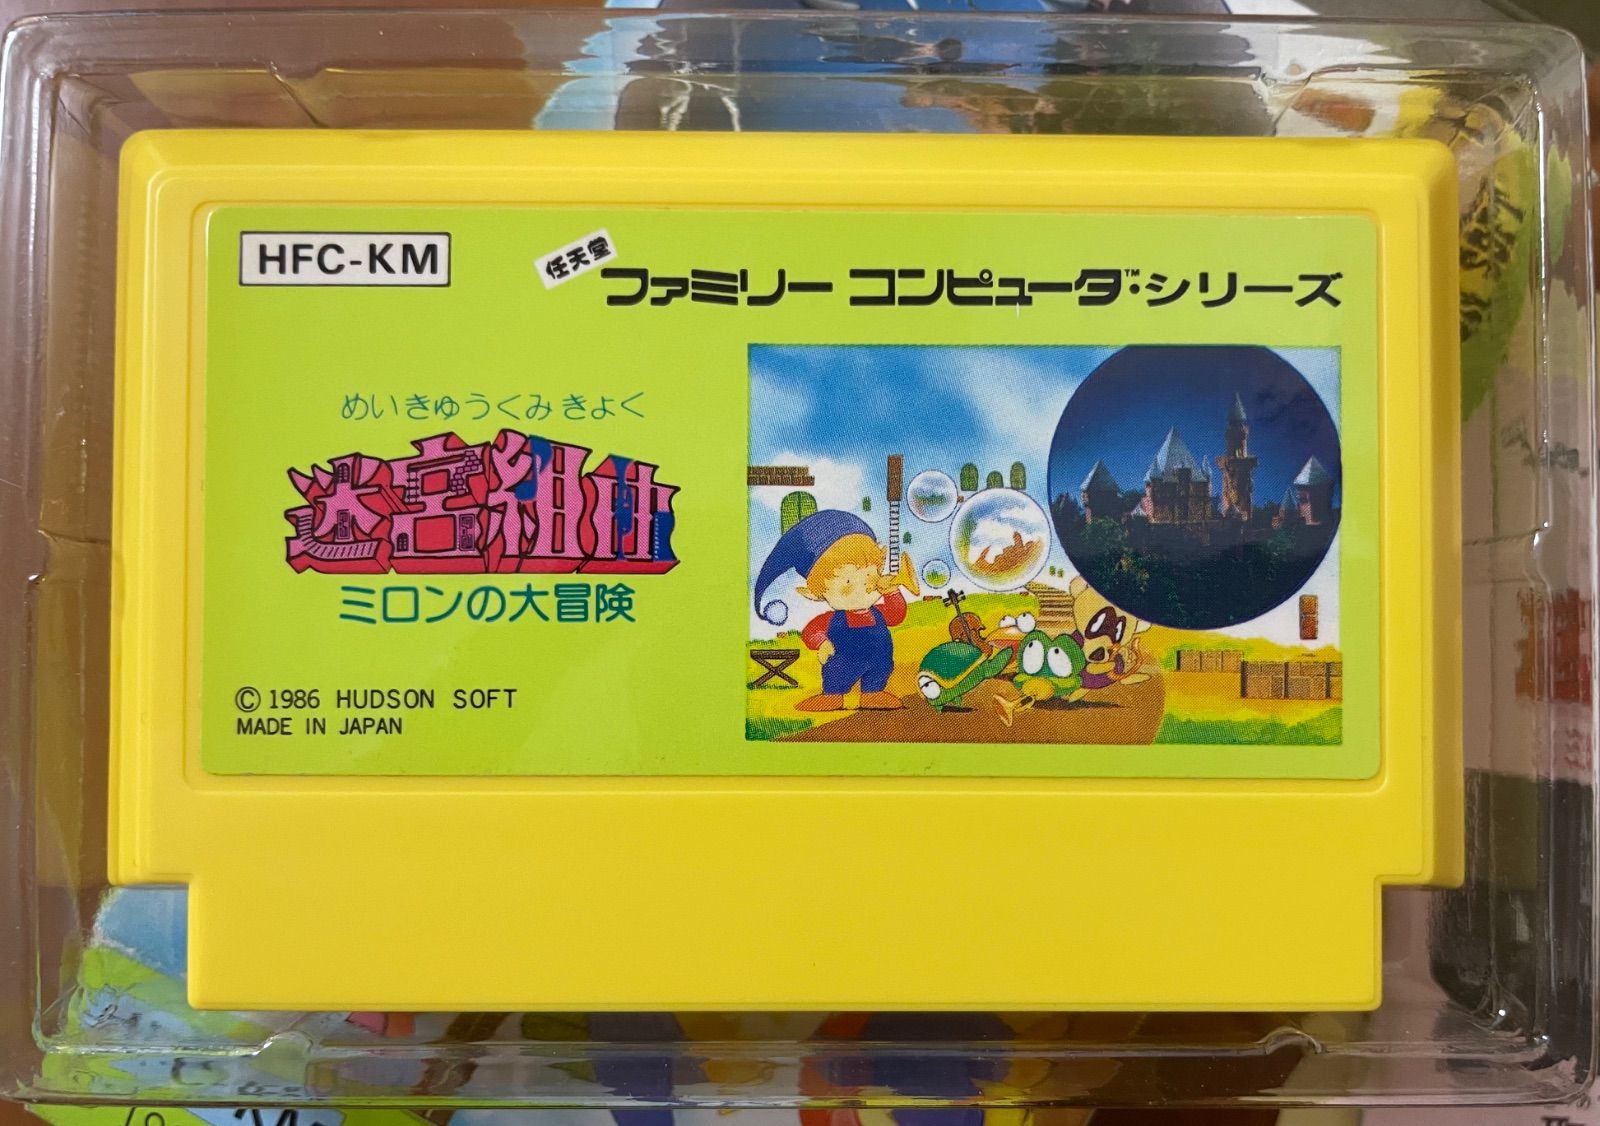 HFC-KM
任天堂
ファミリー コンピュータ™・シリーズ
めいきゅうくみきょく
迷宮組曲
ミロンの大冒険
© 1986 HUDSON SOFT
MADE IN JAPAN